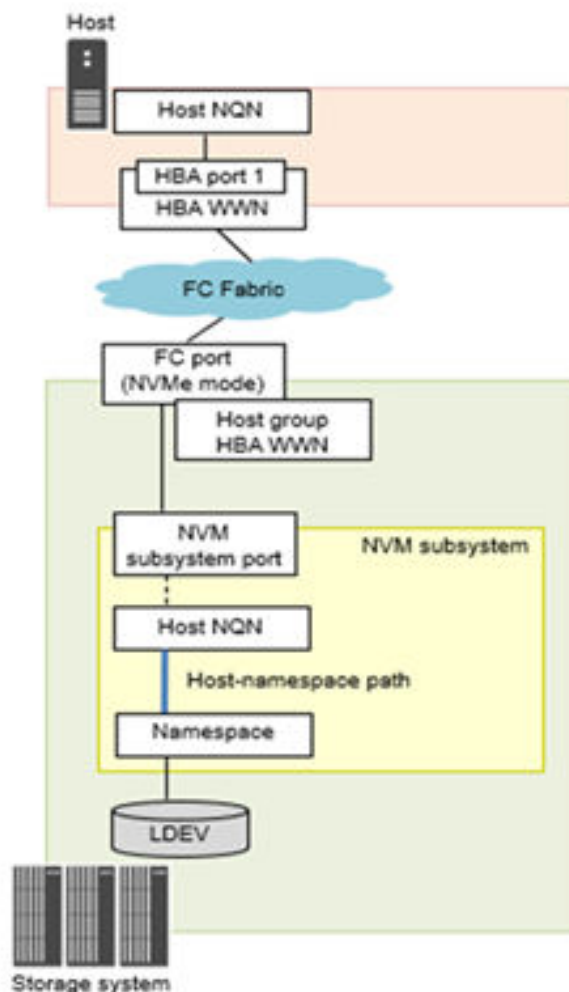 Host
Host NQN
HBA port 1
HBA WWN
FC Fabric
FC port
(NVMe mode)
Host group
HBA WWN
NVM
subsystem port
NVM subsystem
Host NQN
Host-namespace path
Namespace
LDEV
Storage system